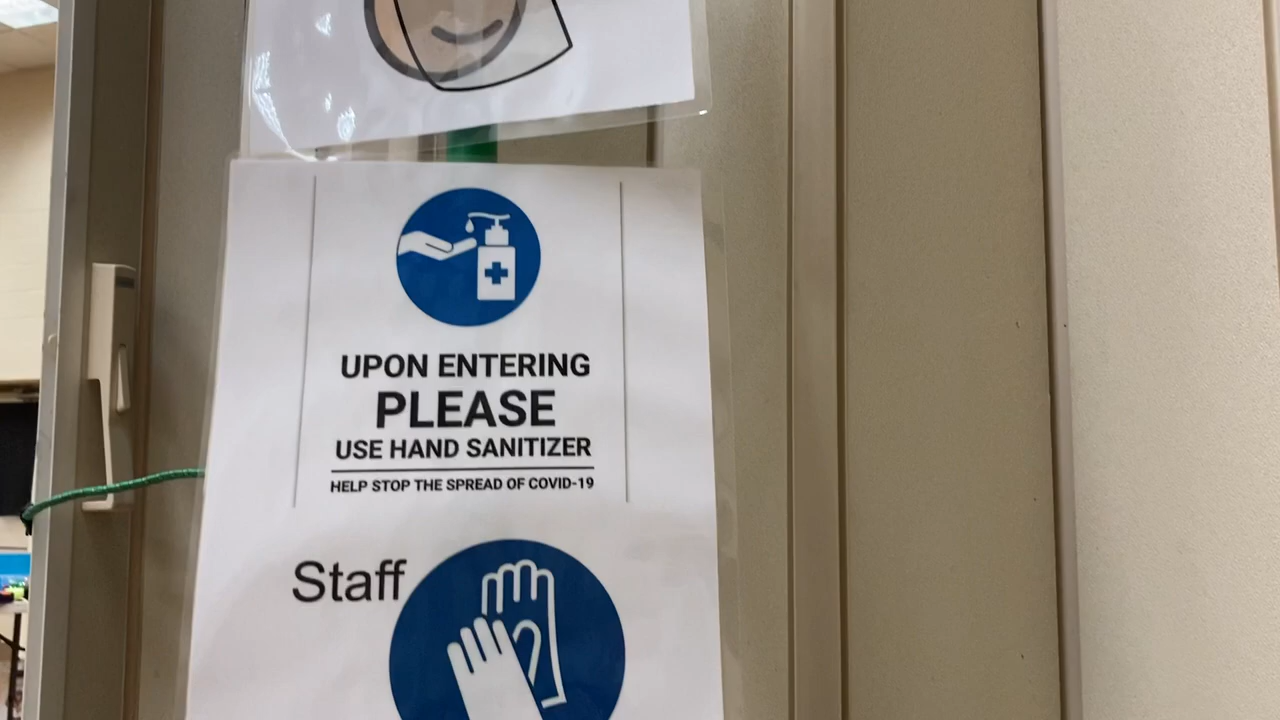 UPON ENTERING
PLEASE
USE HAND SANITIZER
HELP STOP THE SPREAD OF COVID-19
Staff